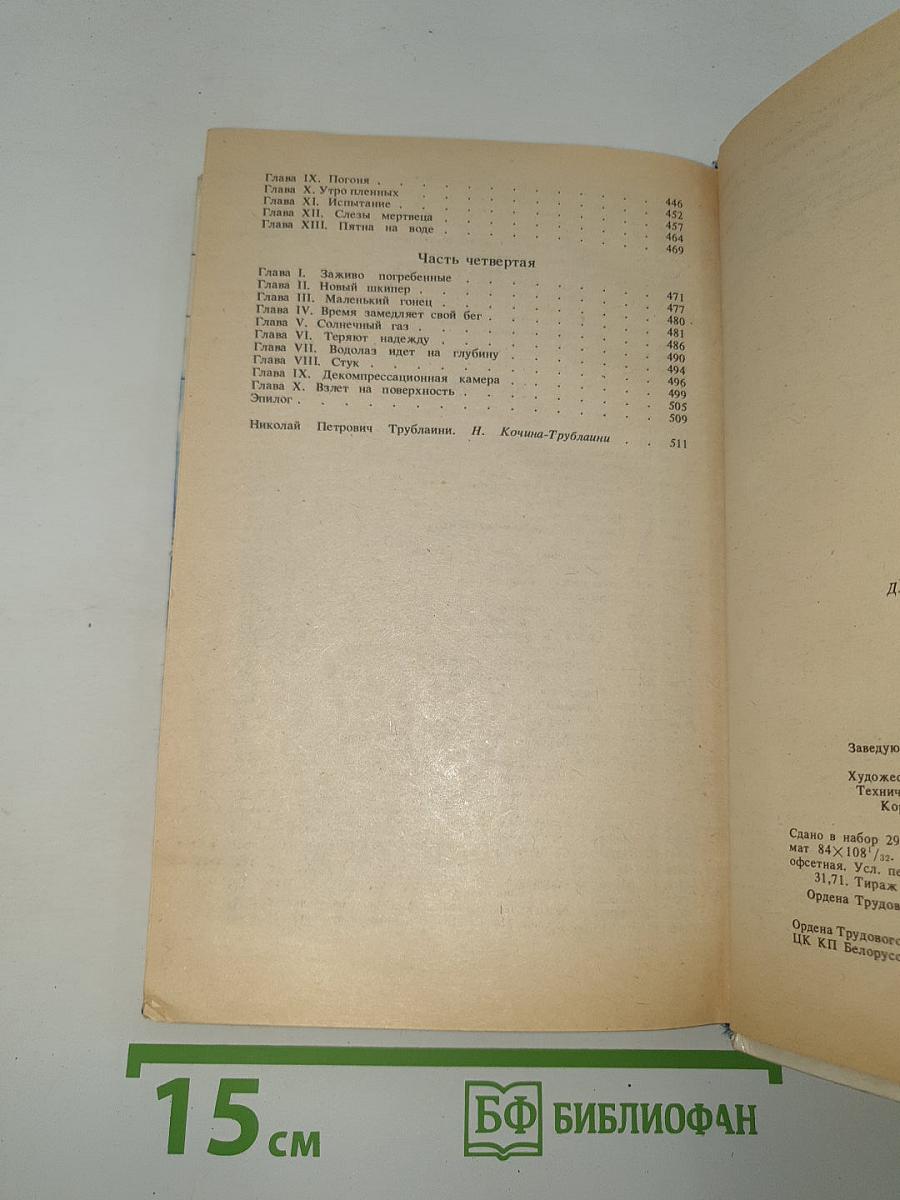 Глава IX. Погоня . . . . . . . . . . . 446
Глава X. Утро пленных . . . . . . . . . . 452
Глава XI. Испытание . . . . . . . . . . . 457
Глава XII. Слезы мертвеца . . . . . . . . . 464
Глава XIII. Пятна на воде . . . . . . . . . 469
Часть четвертая
Глава I. Заживо погребенные . . . . . . . . 471
Глава II. Новый шкипер . . . . . . . . . . 477
Глава III. Маленький гонец . . . . . . . . . 480
Глава IV. Время замедляет свой бег . . . . . . . 481
Глава V. Солнечный газ . . . . . . . . . . 486
Глава VI. Теряют надежду . . . . . . . . . 490
Глава VII. Водолаз идет на глубину . . . . . . . 494
Глава VIII. Стук . . . . . . . . . . . . 496
Глава IX. Декомпрессационная камера . . . . . . 499
Глава X. Взлет на поверхность . . . . . . . . 505
Эпилог . . . . . . . . . . . . . . 509
Николай Петрович Трублаини. Н. Кочина-Трублаини . . 511
Заведую
Художес
Технич
Кор
Сдано в набор 29
мат 84×108 1/32.
офсетная. Усл. пе
31,71. Тираж
Ордена Трудов
Ордена Трудового
ЦК КП Белорусс
15 см
БФ БИБЛИОФАН